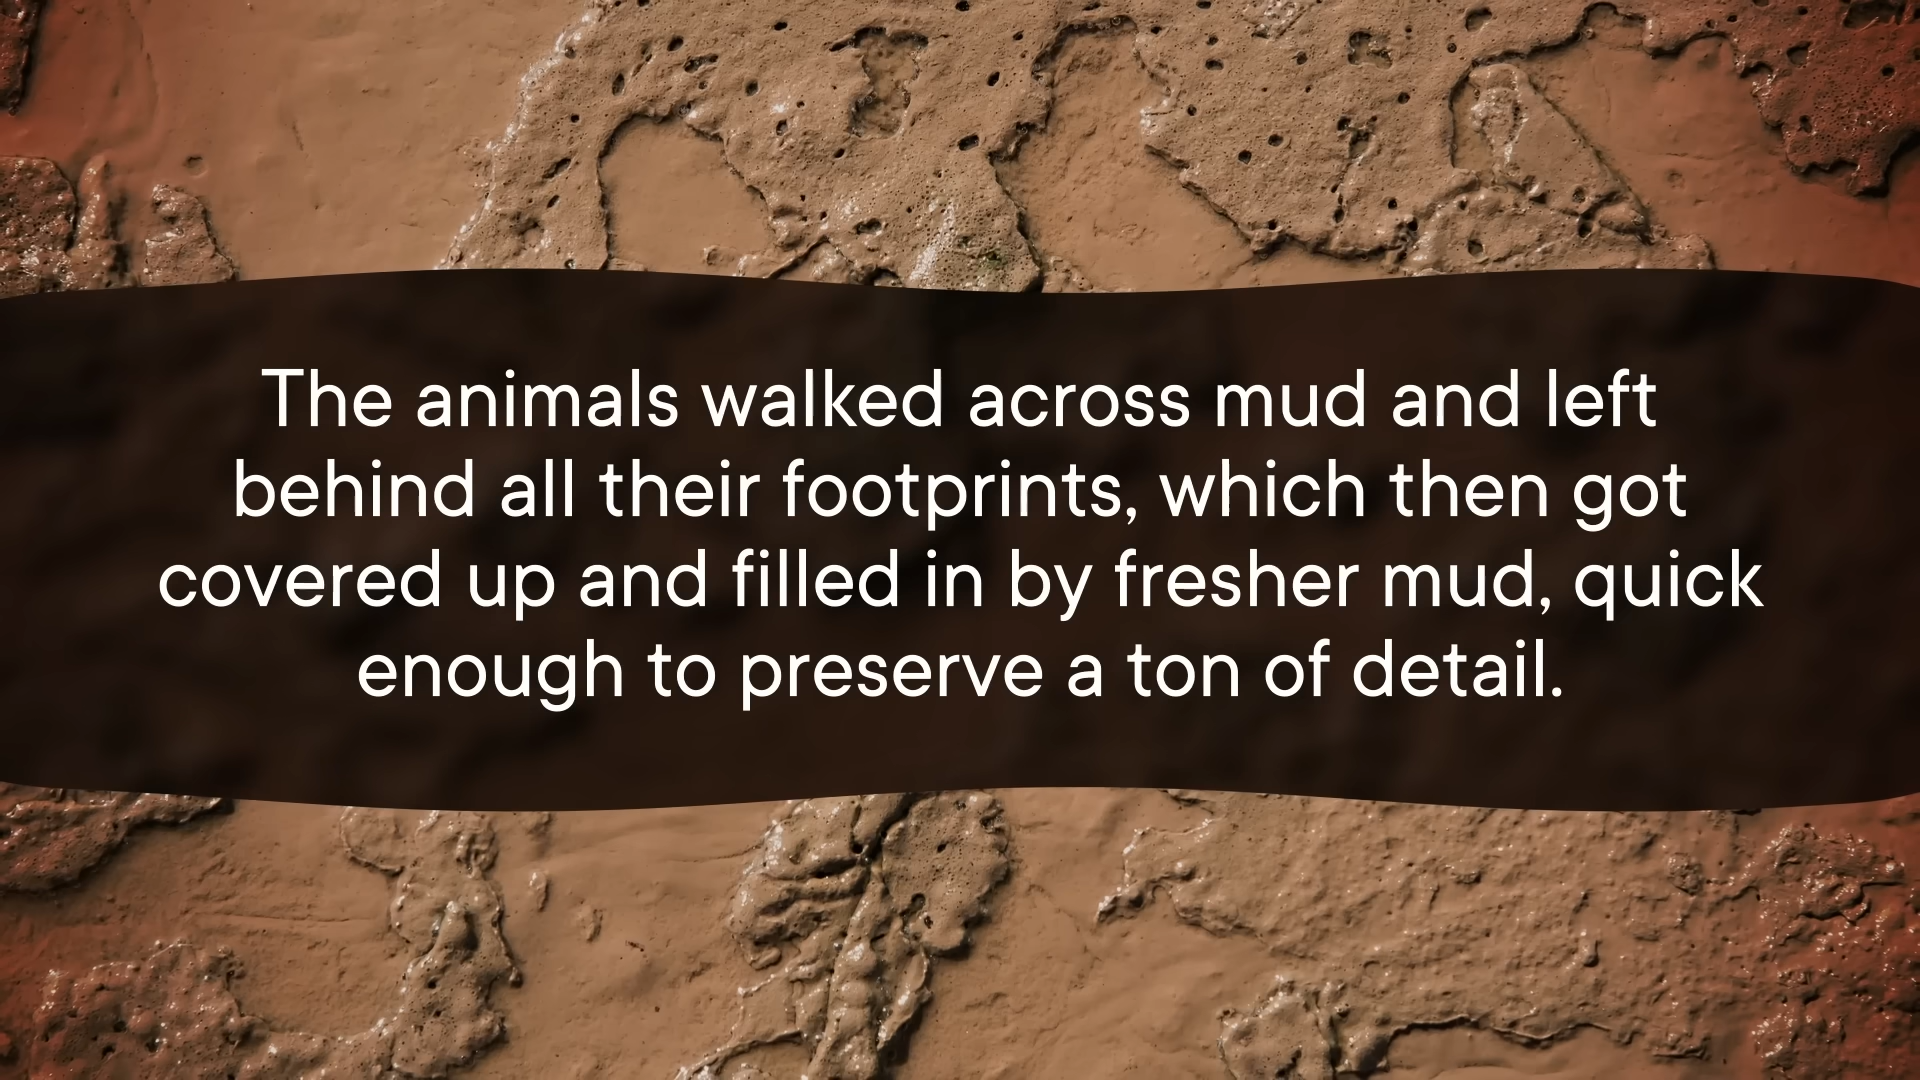 The animals walked across mud and left
behind all their footprints, which then got
covered up and filled in by fresher mud, quick
enough to preserve a ton of detail.